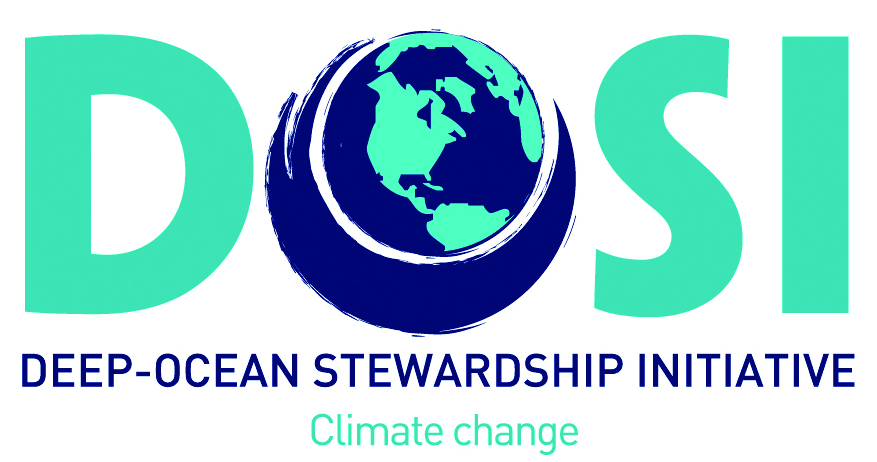 DOSI
DEEP-OCEAN STEWARDSHIP INITIATIVE
Climate change